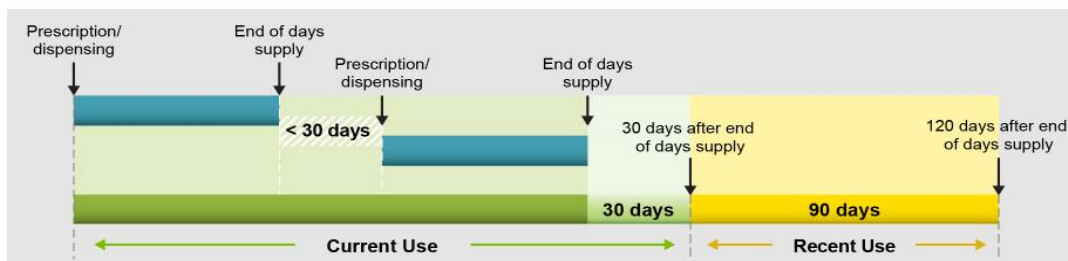 Prescription/
dispensing
End of days
supply
Prescription/
dispensing
End of days
supply
< 30 days
30 days after end
of days supply
120 days after end
of days supply
30 days
90 days
Current Use
Recent Use